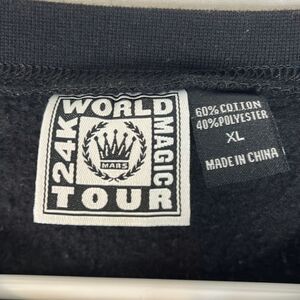 24K
WORLD
MAGIC
TOUR
MARS
60% COTTON
40% POLYESTER
XL
MADE IN CHINA